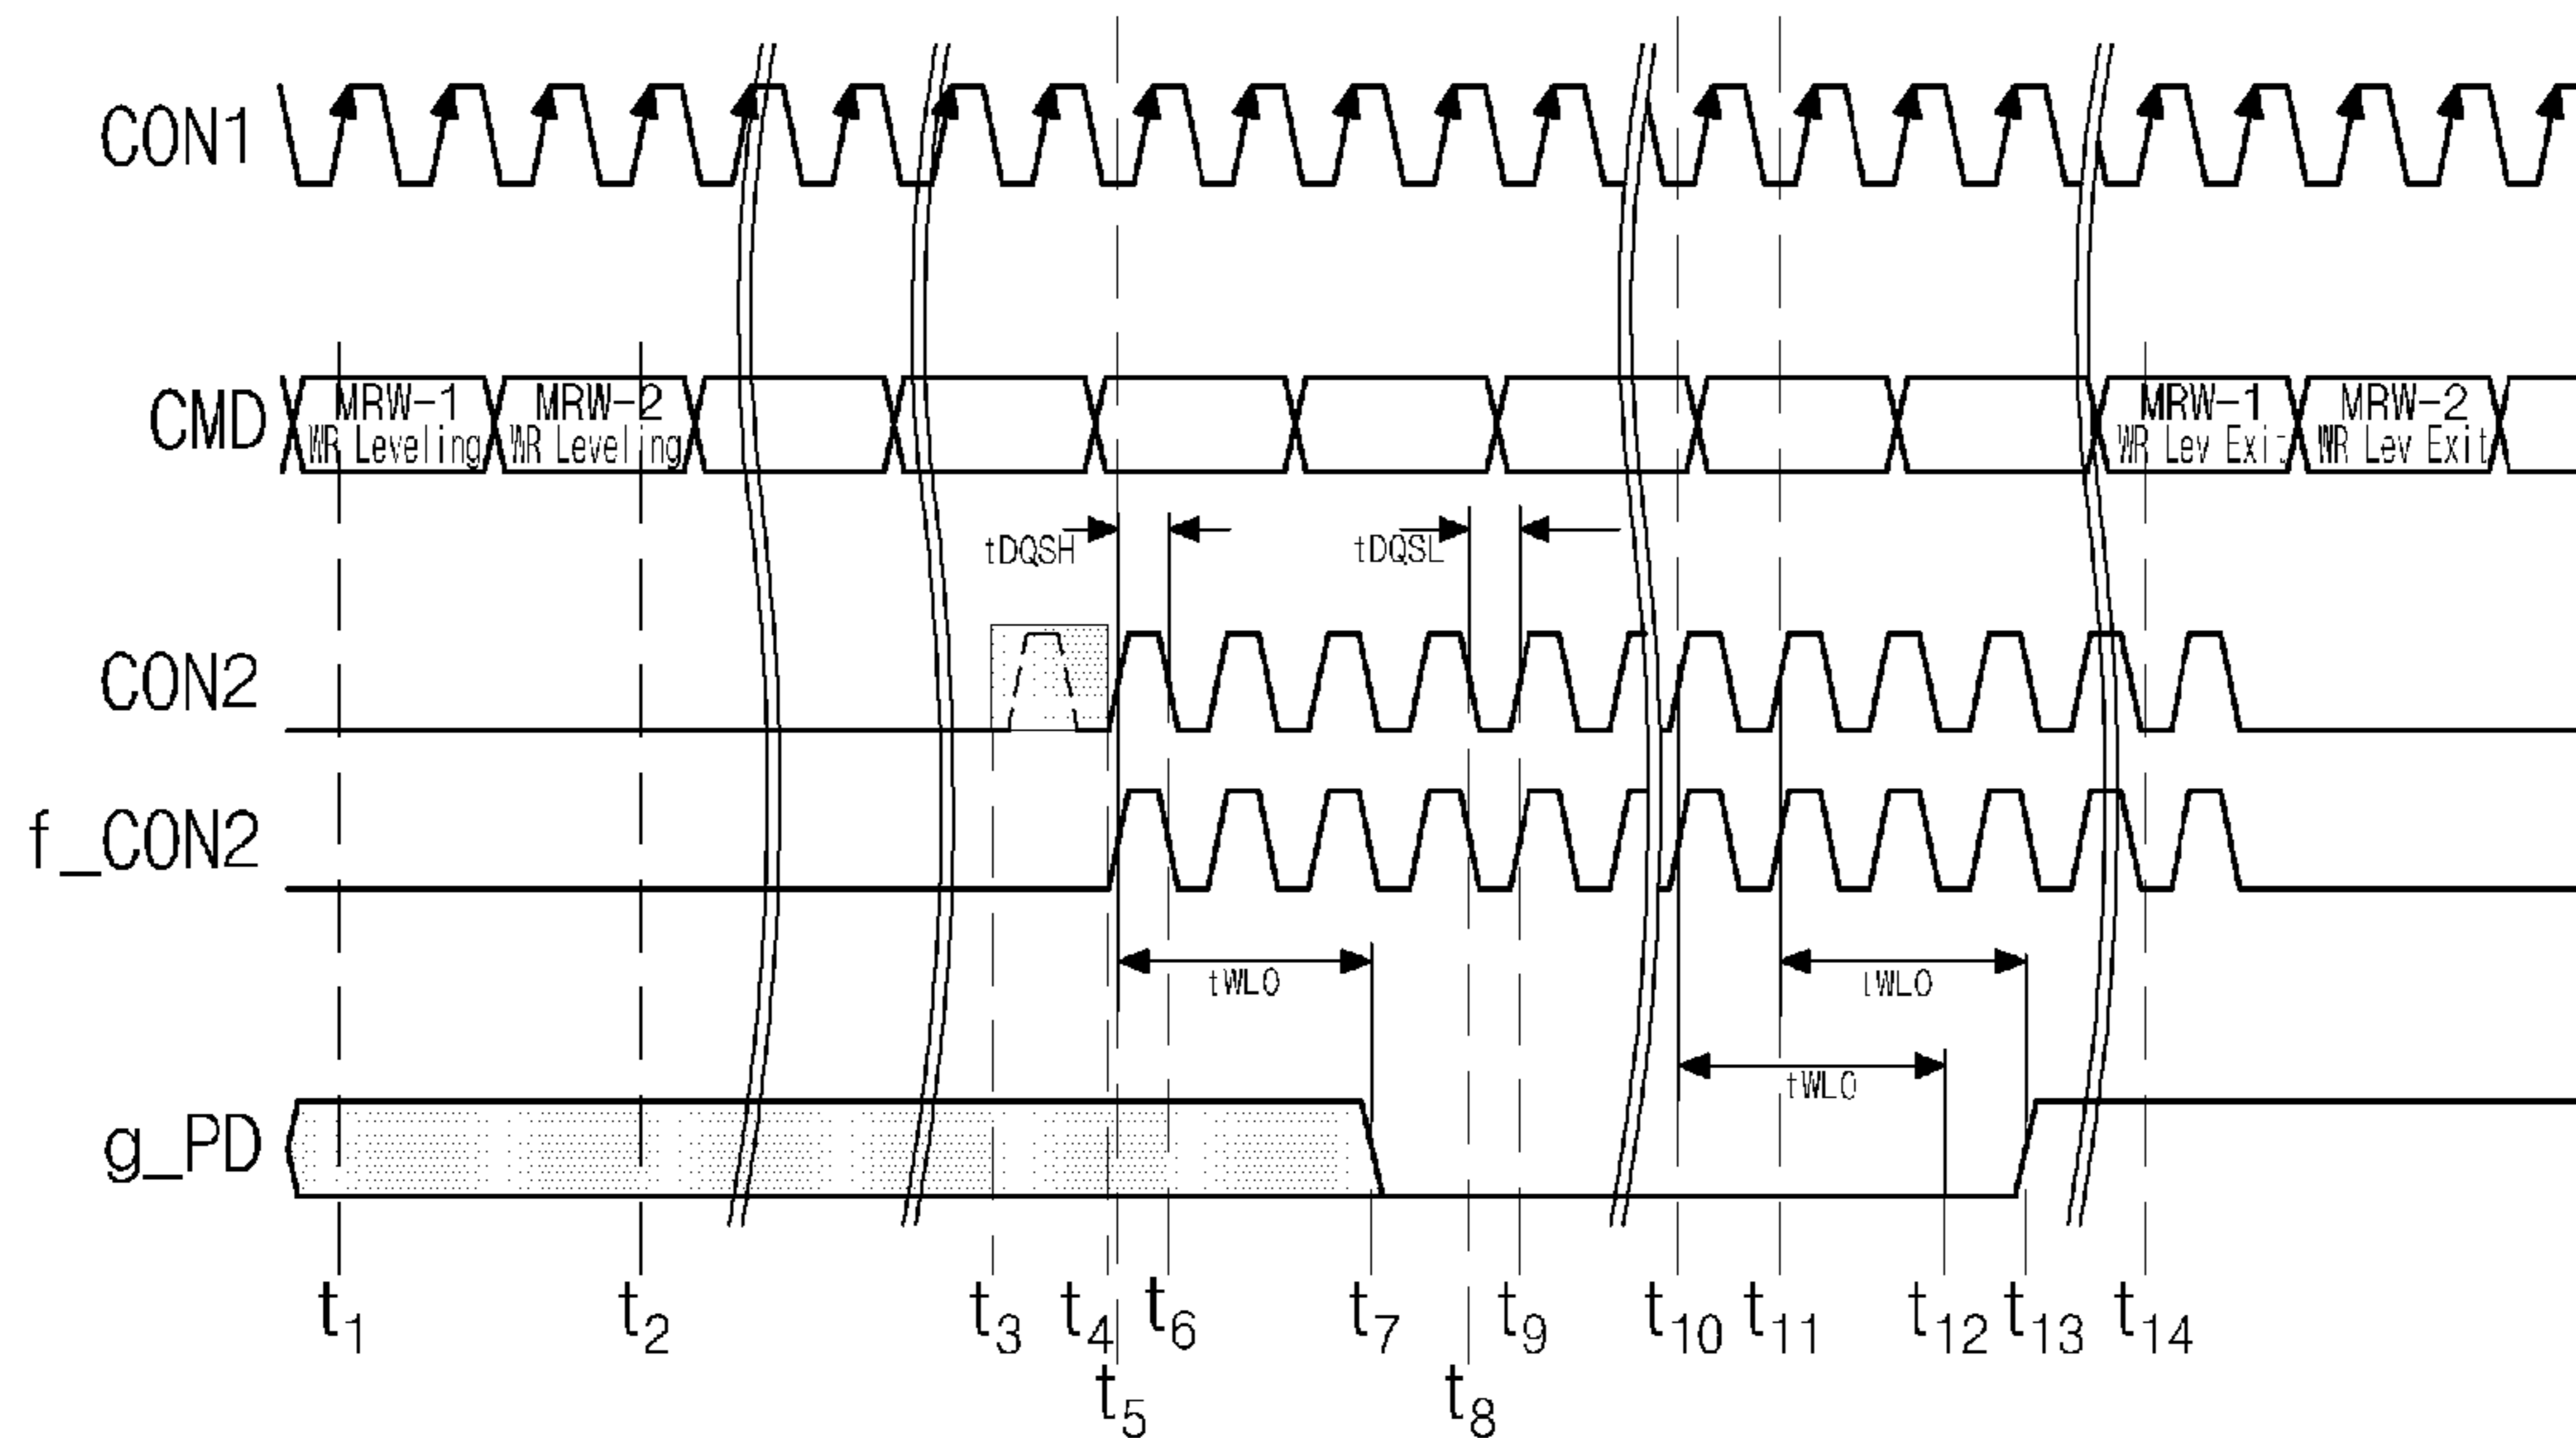 CON1
CMD
MRW-1 MRW-2 MRW-1 MRW-2
WR Leveling WR Leveling WR Lev Exit WR Lev Exit
tDQSH tDQSL
CON2
f_CON2
tWLO tWLO
tWLO
g_PD
t1 t2 t3 t4 t6 t7 t9 t10 t11 t12 t13 t14
t5 t8